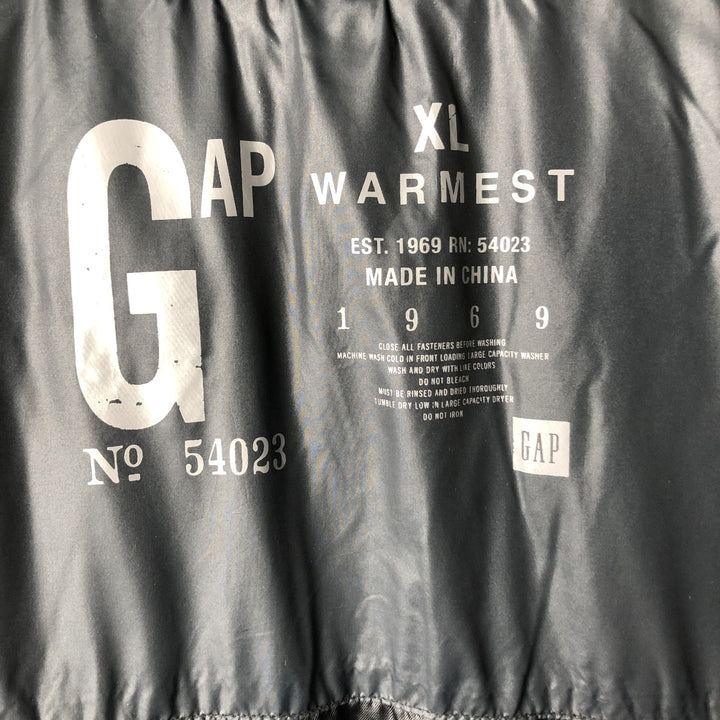 GAP
XL
WARMEST
EST. 1969 RN: 54023
MADE IN CHINA
1 9 6 9
CLOSE ALL FASTENERS BEFORE WASHING
MACHINE WASH COLD IN FRONT LOADING LARGE CAPACITY WASHER
WASH AND DRY WITH LIKE COLORS
DO NOT BLEACH
MUST BE RINSED AND DRIED THOROUGHLY
TUMBLE DRY LOW IN LARGE CAPACITY DRYER
DO NOT IRON
Nº 54023
GAP